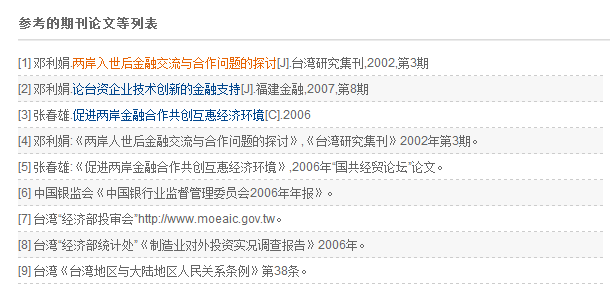 参考的期刊论文等列表
[1] 邓利娟.两岸入世后金融交流与合作问题的探讨[J].台湾研究集刊,2002,第3期
[2] 邓利娟.论台资企业技术创新的金融支持[J].福建金融,2007,第8期
[3] 张春雄.促进两岸金融合作共创互惠经济环境[C].2006
[4] 邓利娟:《两岸人世后金融交流与合作问题的探讨》,《台湾研究集刊》2002年第3期。
[5] 张春雄:《促进两岸金融合作共创互惠经济环境》,2006年“国共经贸论坛”论文。
[6] 中国银监会《中国银行业监督管理委员会2006年年报》。
[7] 台湾“经济部投审会”http://www.moeaic.gov.tw。
[8] 台湾“经济部统计处”《制造业对外投资实况调查报告》2006年。
[9] 台湾《台湾地区与大陆地区人民关系条例》第38条。